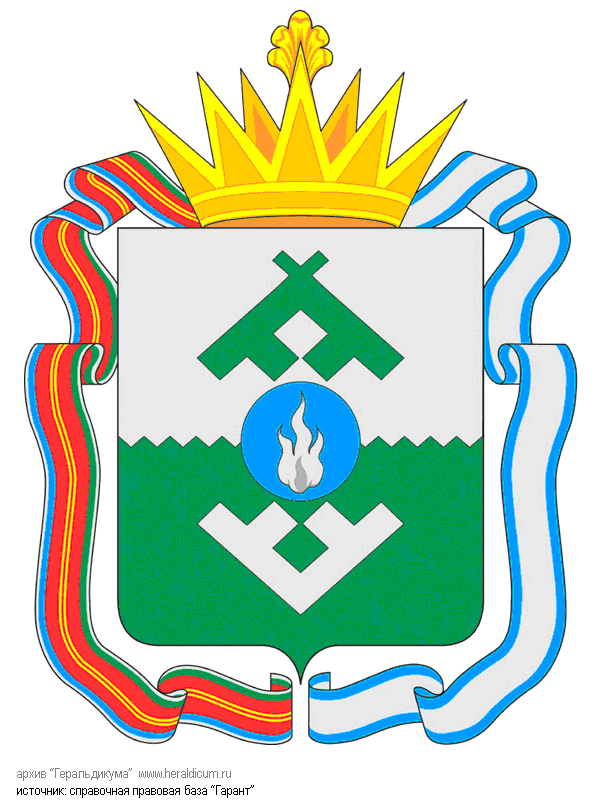 архив “Геральдикума” www.heraldicum.ru
источник: справочная правовая база “Гарант”